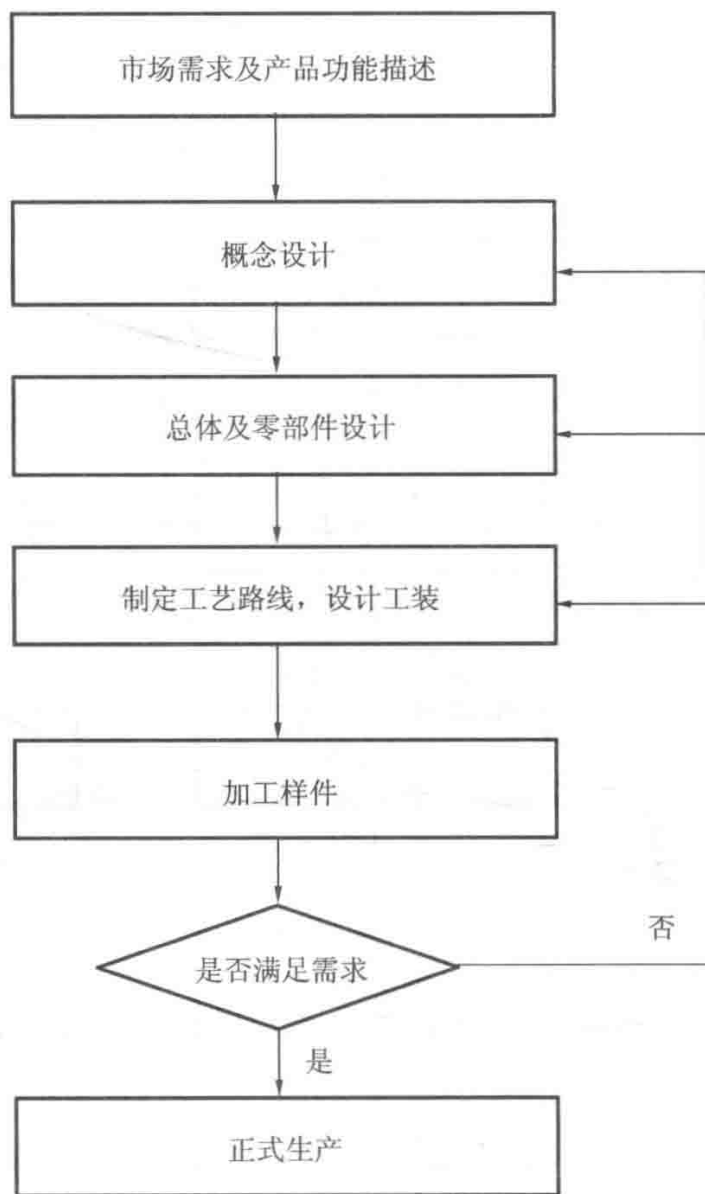 市场需求及产品功能描述
概念设计
总体及零部件设计
制定工艺路线，设计工装
加工样件
是否满足需求
否
是
正式生产